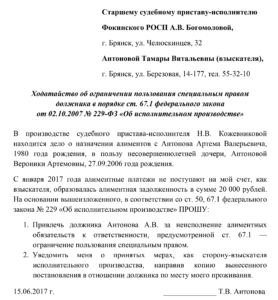 Старшему судебному приставу-исполнителю
Фокинского РОСП А.В. Богомоловой,
г. Брянск, ул. Челюскинцев, 32
Антоновой Тамары Витальевны (взыскателя),
г. Брянск, ул. Березовая, 14-177, тел. 55-32-10
Ходатайство об ограничении пользования специальным правом
должника в порядке ст. 67.1 федерального закона
от 02.10.2007 № 229-ФЗ «Об исполнительном производстве»
В производстве судебного пристава-исполнителя Н.В. Кожевниковой
находится дело о назначении алиментов с Антонова Артема Валерьевича,
1980 года рождения, в пользу несовершеннолетней дочери, Антоновой
Вероники Артемовны, 27.09.2006 года рождения.
С января 2017 года алиментные платежи не поступают на мой счет, как
взыскателя, образовалась алиментная задолженность в сумме 20 000 рублей.
На основании вышеизложенного, в соответствии со ст. 50, 67.1 федерального
закона № 229 «Об исполнительном производстве» ПРОШУ:
1. Привлечь должника Антонова А.В. за неисполнение алиментных
обязательств к ответственности, предусмотренной ст. 67.1 —
ограничение пользования специальным правом.
2. Уведомить меня о принятых мерах, как сторону-взыскателя
исполнительного производства, направив копию вынесенного
постановления в отношении должника по месту моего проживания.
15.06.2017 г. ____________ Т.В. Антонова